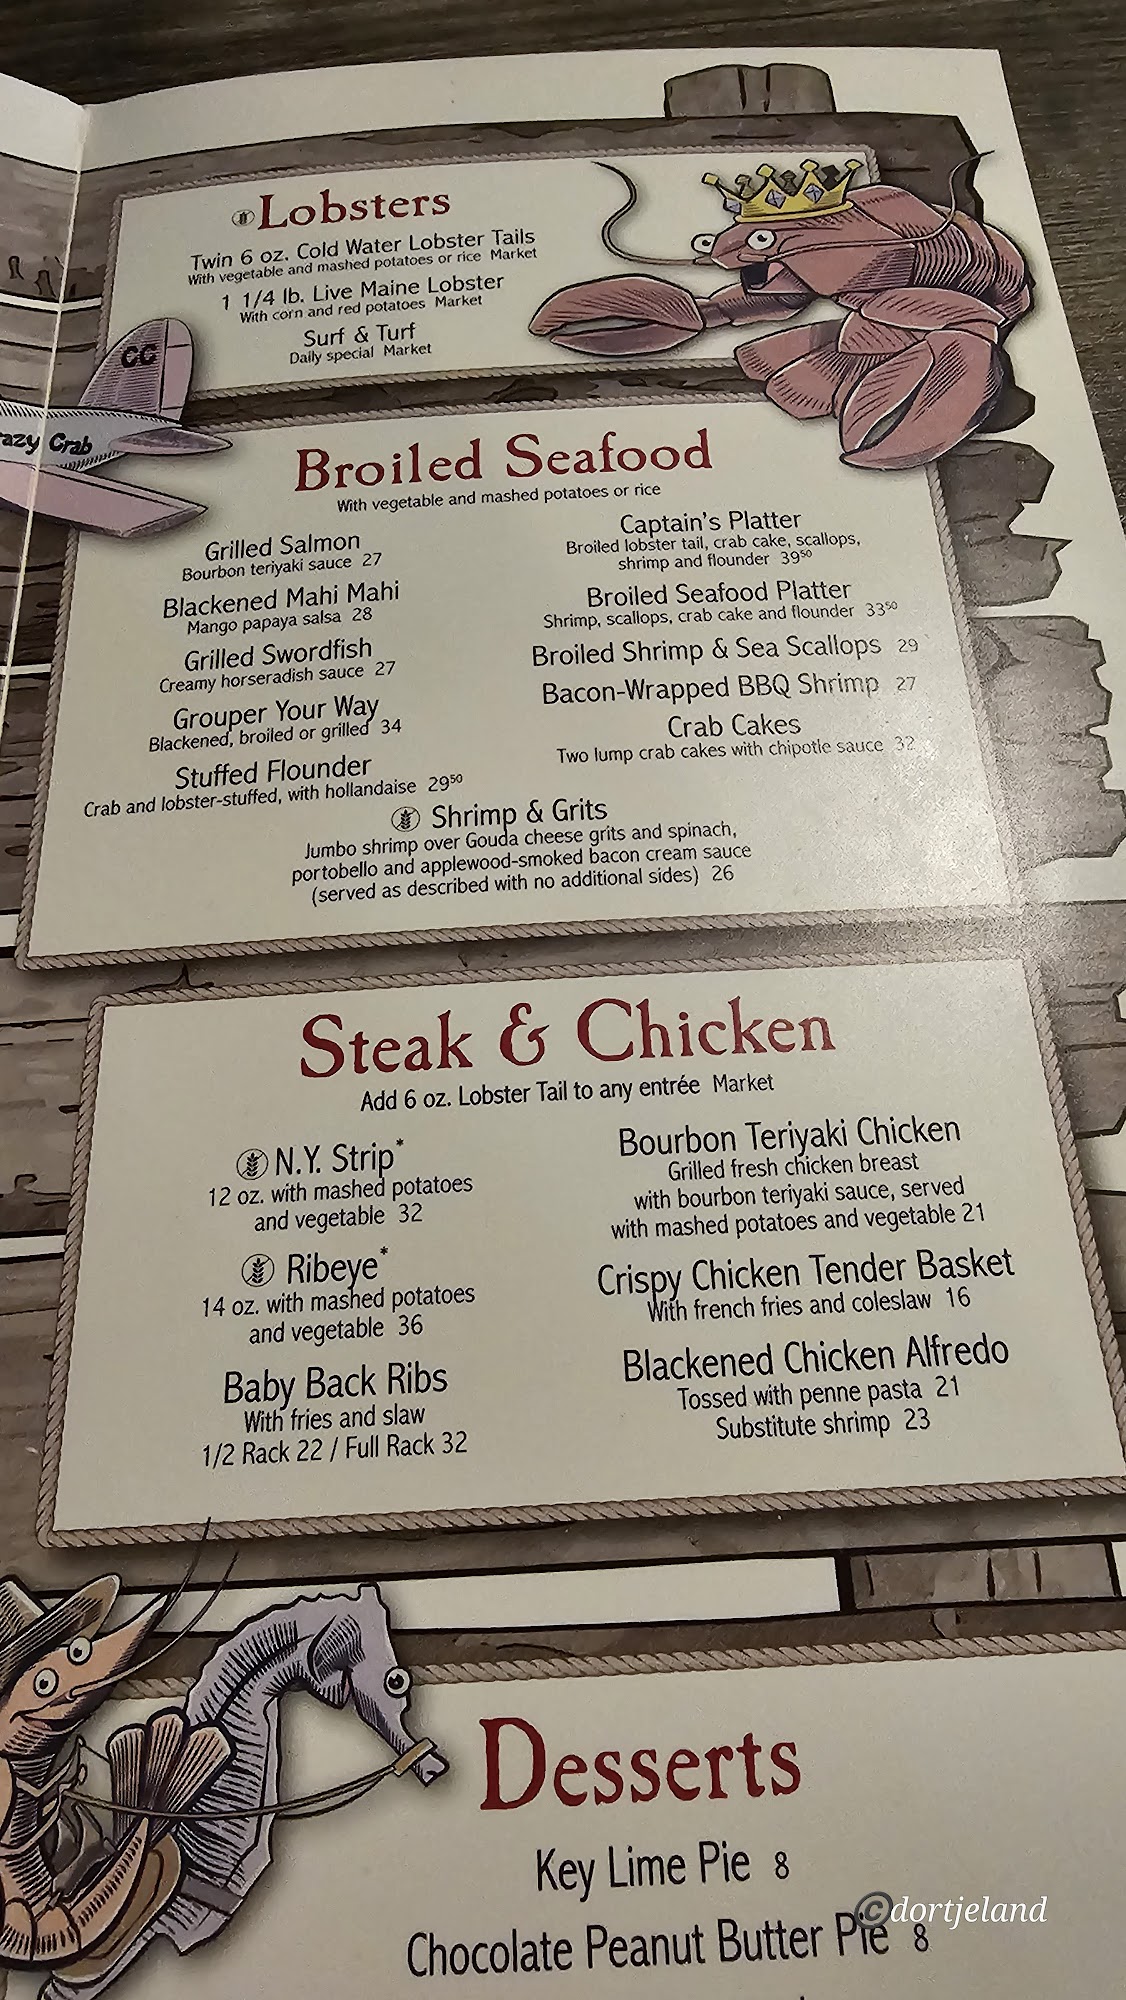 Lobsters
Twin 6 oz. Cold Water Lobster Tails
With vegetable and mashed potatoes or rice Market
1 1/4 lb. Live Maine Lobster
With corn and red potatoes Market
Surf & Turf
Daily special Market
CC
azy Crab
Broiled Seafood
With vegetable and mashed potatoes or rice
Grilled Salmon
Bourbon teriyaki sauce 27
Blackened Mahi Mahi
Mango papaya salsa 28
Grilled Swordfish
Creamy horseradish sauce 27
Grouper Your Way
Blackened, broiled or grilled 34
Stuffed Flounder
Crab and lobster-stuffed, with hollandaise 29⁵⁰
Captain's Platter
Broiled lobster tail, crab cake, scallops,
shrimp and flounder 39⁵⁰
Broiled Seafood Platter
Shrimp, scallops, crab cake and flounder 33⁵⁰
Broiled Shrimp & Sea Scallops 29
Bacon-Wrapped BBQ Shrimp 27
Crab Cakes
Two lump crab cakes with chipotle sauce 32
Shrimp & Grits
Jumbo shrimp over Gouda cheese grits and spinach,
portobello and applewood-smoked bacon cream sauce
(served as described with no additional sides) 26
Steak & Chicken
Add 6 oz. Lobster Tail to any entrée Market
N.Y. Strip*
12 oz. with mashed potatoes
and vegetable 32
Ribeye*
14 oz. with mashed potatoes
and vegetable 36
Baby Back Ribs
With fries and slaw
1/2 Rack 22 / Full Rack 32
Bourbon Teriyaki Chicken
Grilled fresh chicken breast
with bourbon teriyaki sauce, served
with mashed potatoes and vegetable 21
Crispy Chicken Tender Basket
With french fries and coleslaw 16
Blackened Chicken Alfredo
Tossed with penne pasta 21
Substitute shrimp 23
Desserts
Key Lime Pie 8
Chocolate Peanut Butter Pie 8
©dortjeland